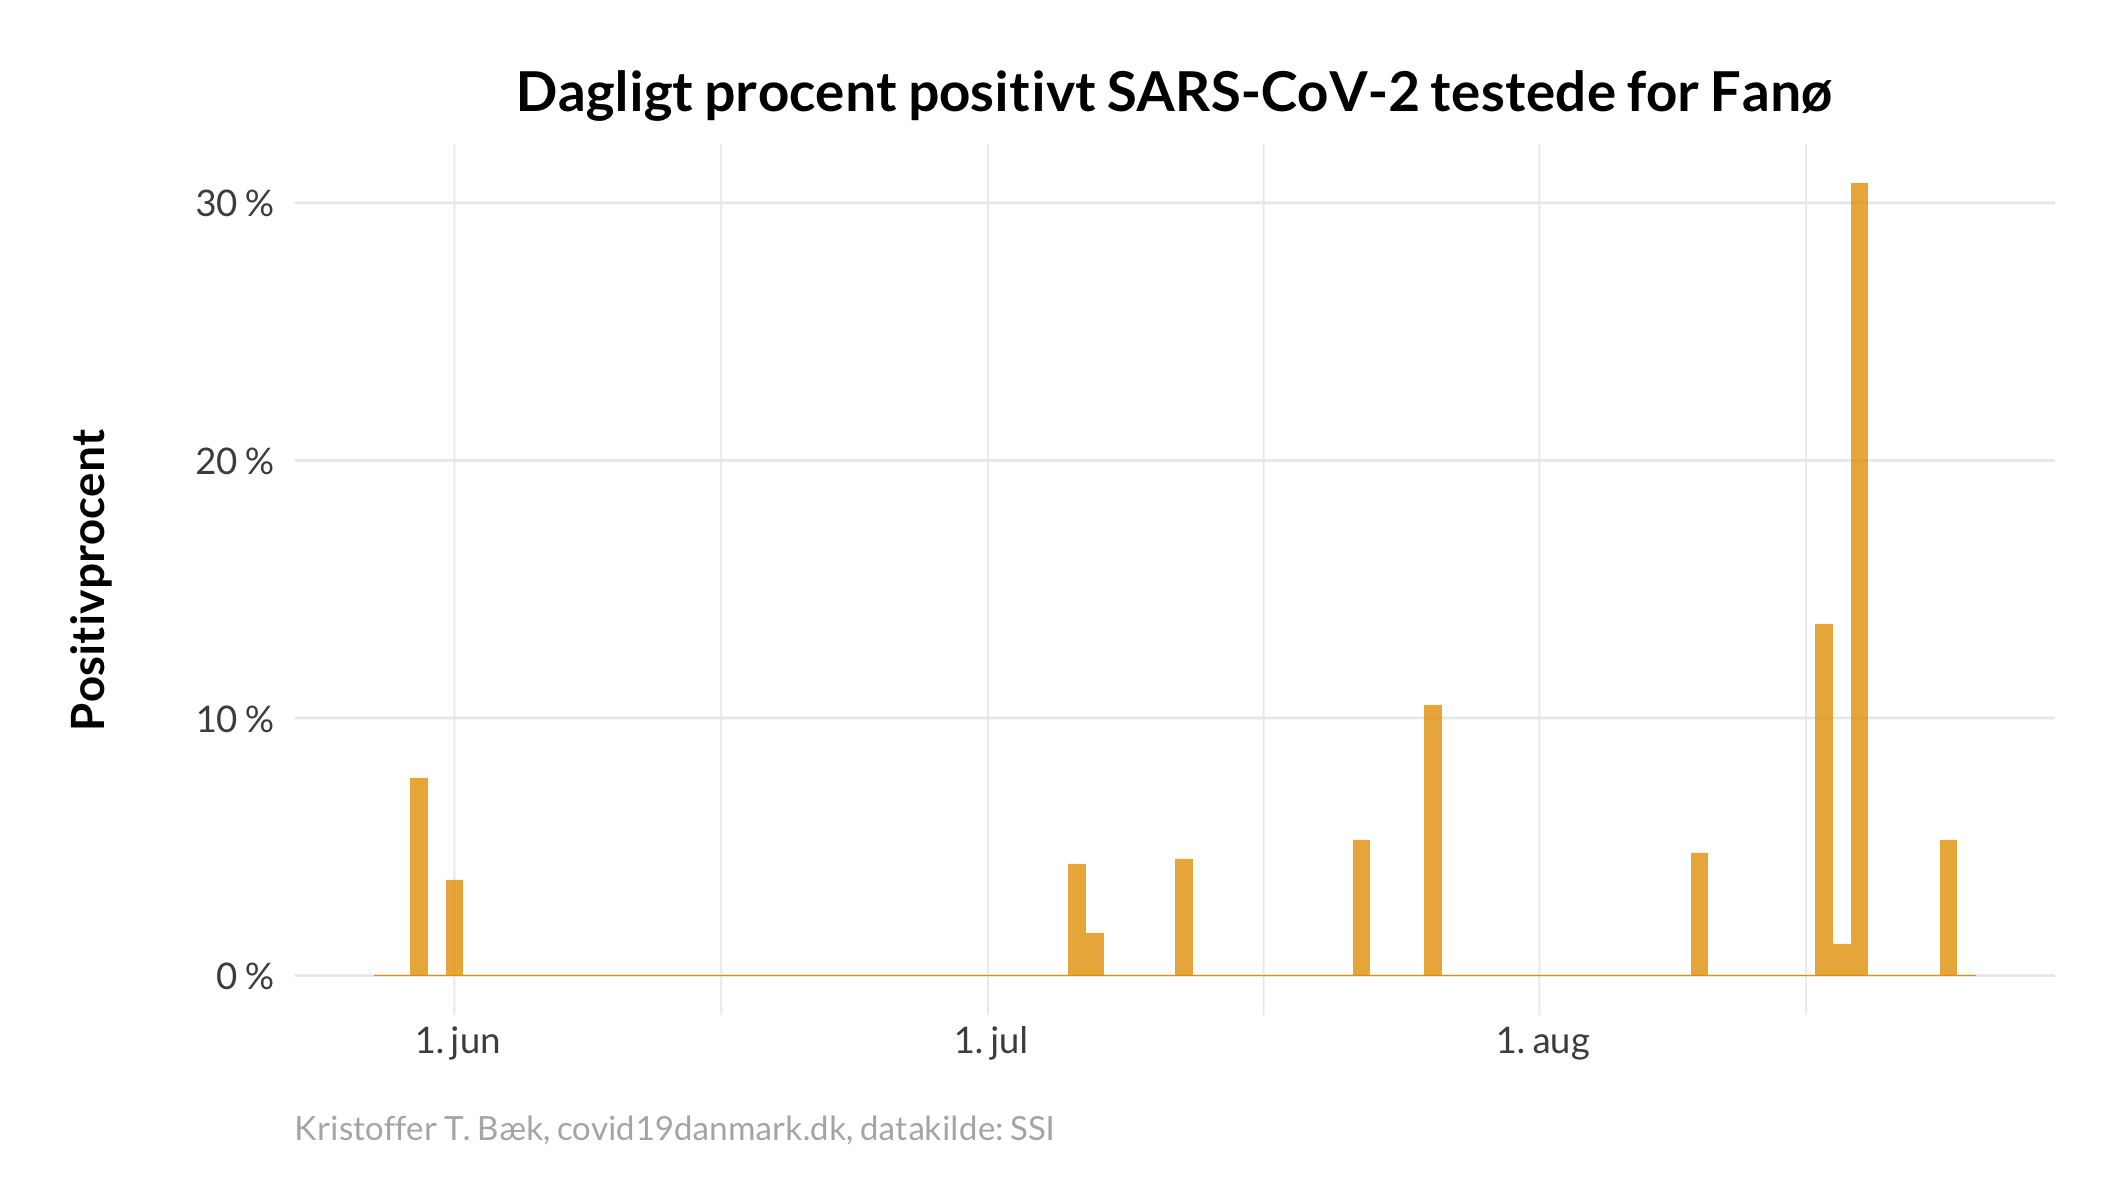 Dagligt procent positivt SARS-CoV-2 testede for Fanø
Positivprocent
30 %
20 %
10 %
0 %
1. jun
1. jul
1. aug
Kristoffer T. Bæk, covid19danmark.dk, datakilde: SSI